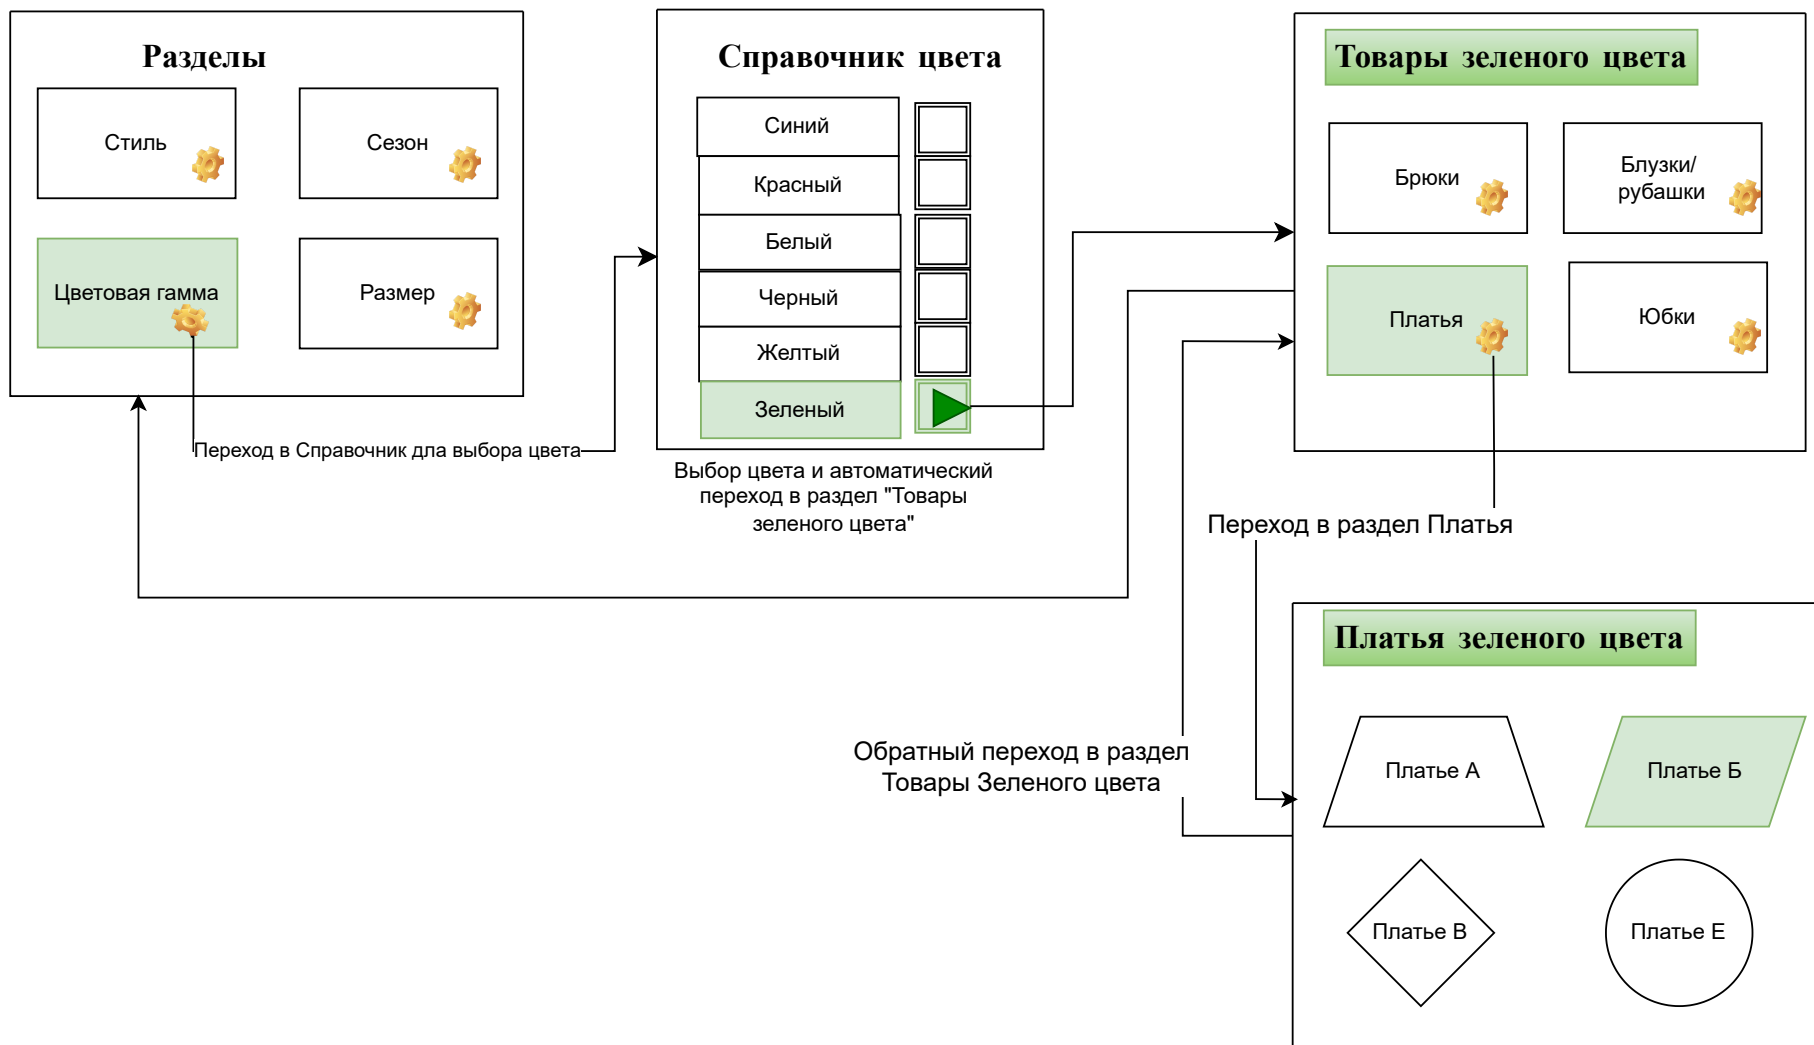 Разделы
Стиль
Сезон
Цветовая гамма
Размер
Переход в Справочник дла выбора цвета
Справочник цвета
Синий
Красный
Белый
Черный
Желтый
Зеленый
Выбор цвета и автоматический
переход в раздел "Товары
зеленого цвета"
Товары зеленого цвета
Брюки
Блузки/
рубашки
Платья
Юбки
Переход в раздел Платья
Обратный переход в раздел
Товары Зеленого цвета
Платья зеленого цвета
Платье А
Платье Б
Платье В
Платье Е